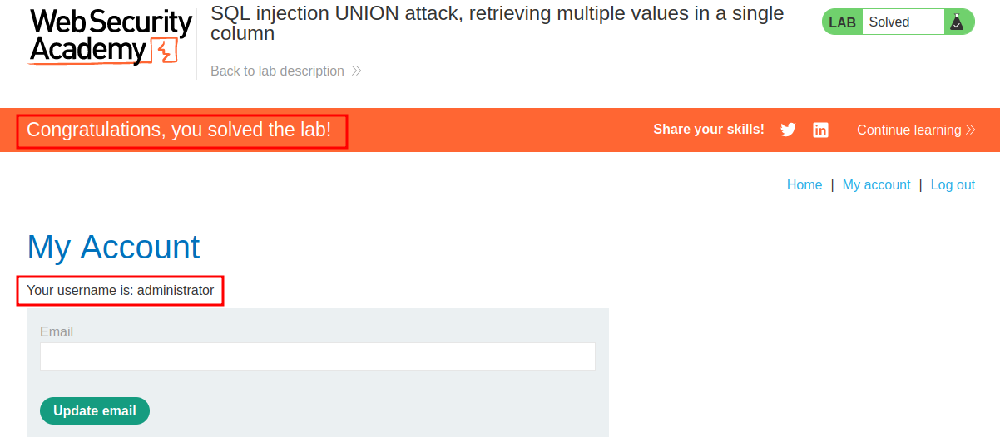 Web Security
Academy
SQL injection UNION attack, retrieving multiple values in a single
column
Back to lab description
LAB Solved
Congratulations, you solved the lab!
Share your skills!
Continue learning
Home | My account | Log out
My Account
Your username is: administrator
Email
Update email